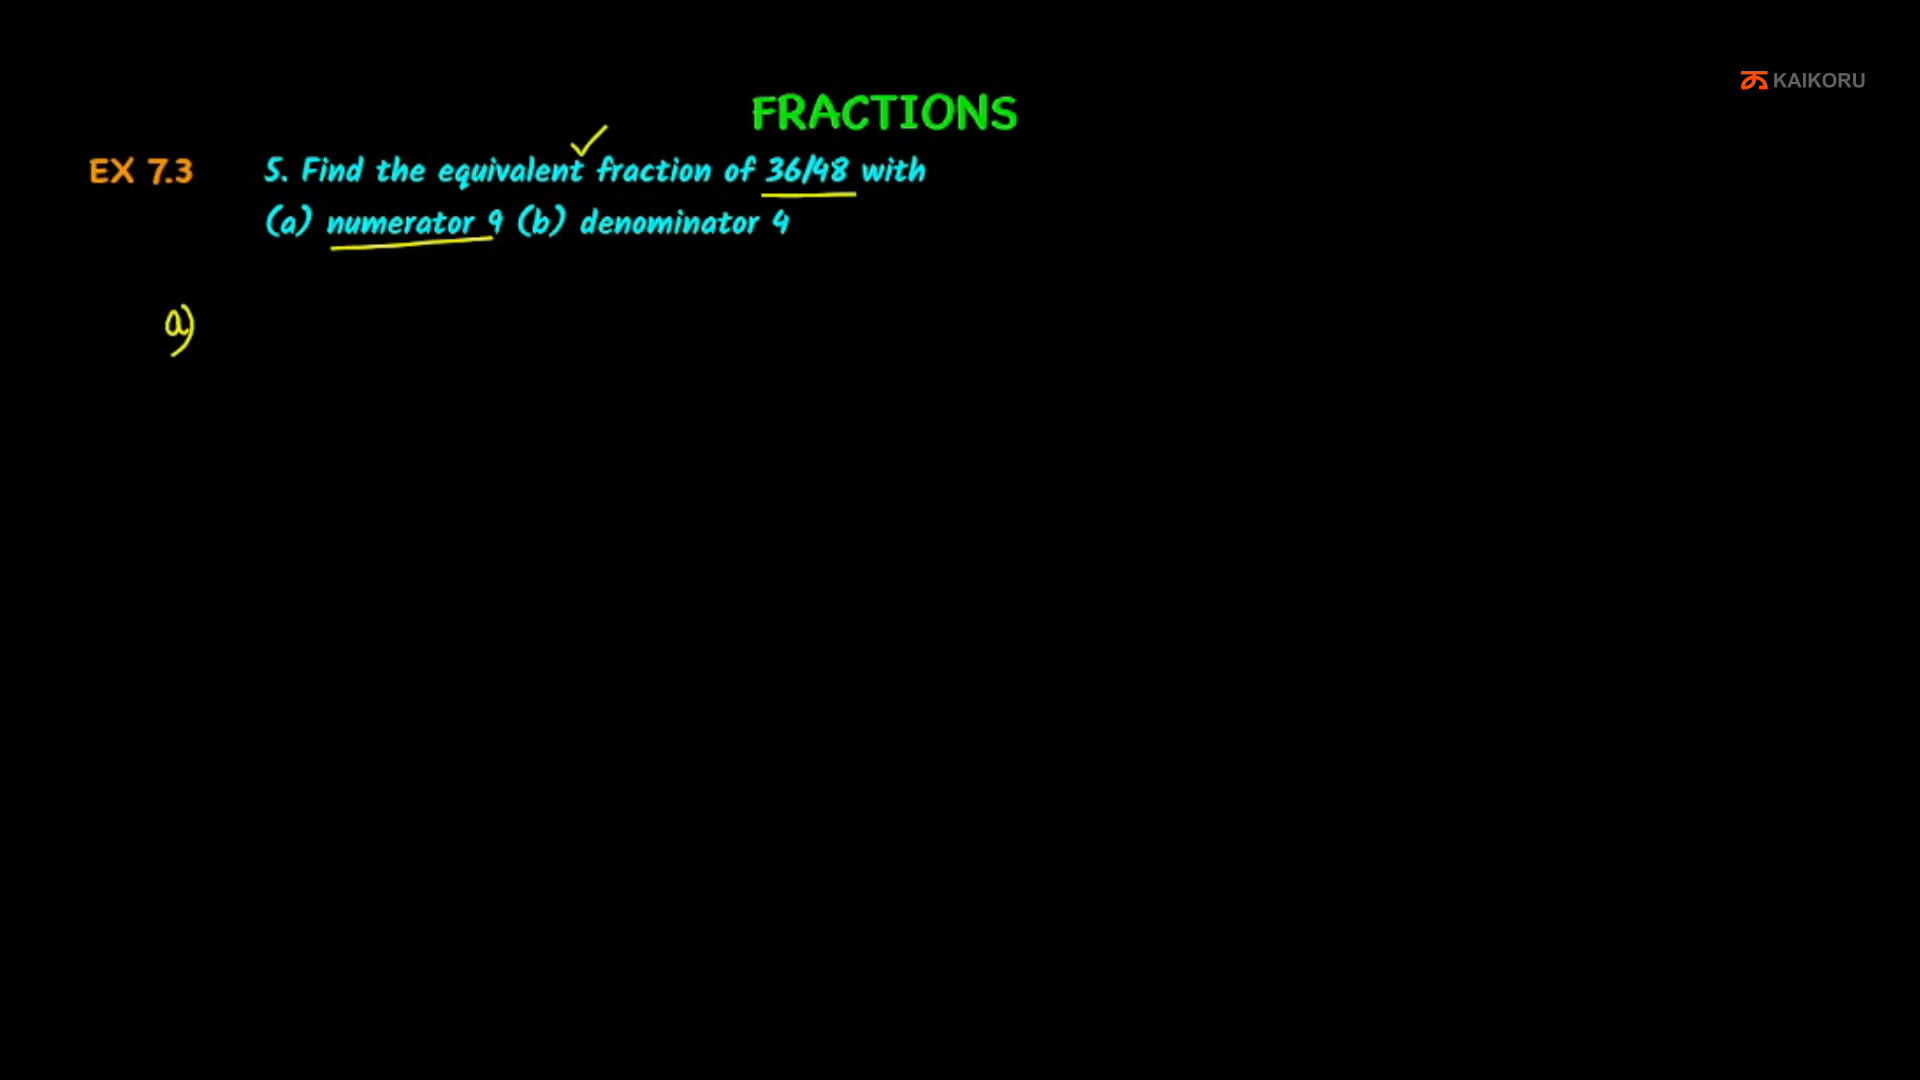 KAIKORU
FRACTIONS
EX 7.3 5. Find the equivalent fraction of 36/48 with
(a) numerator 9 (b) denominator 4
a)